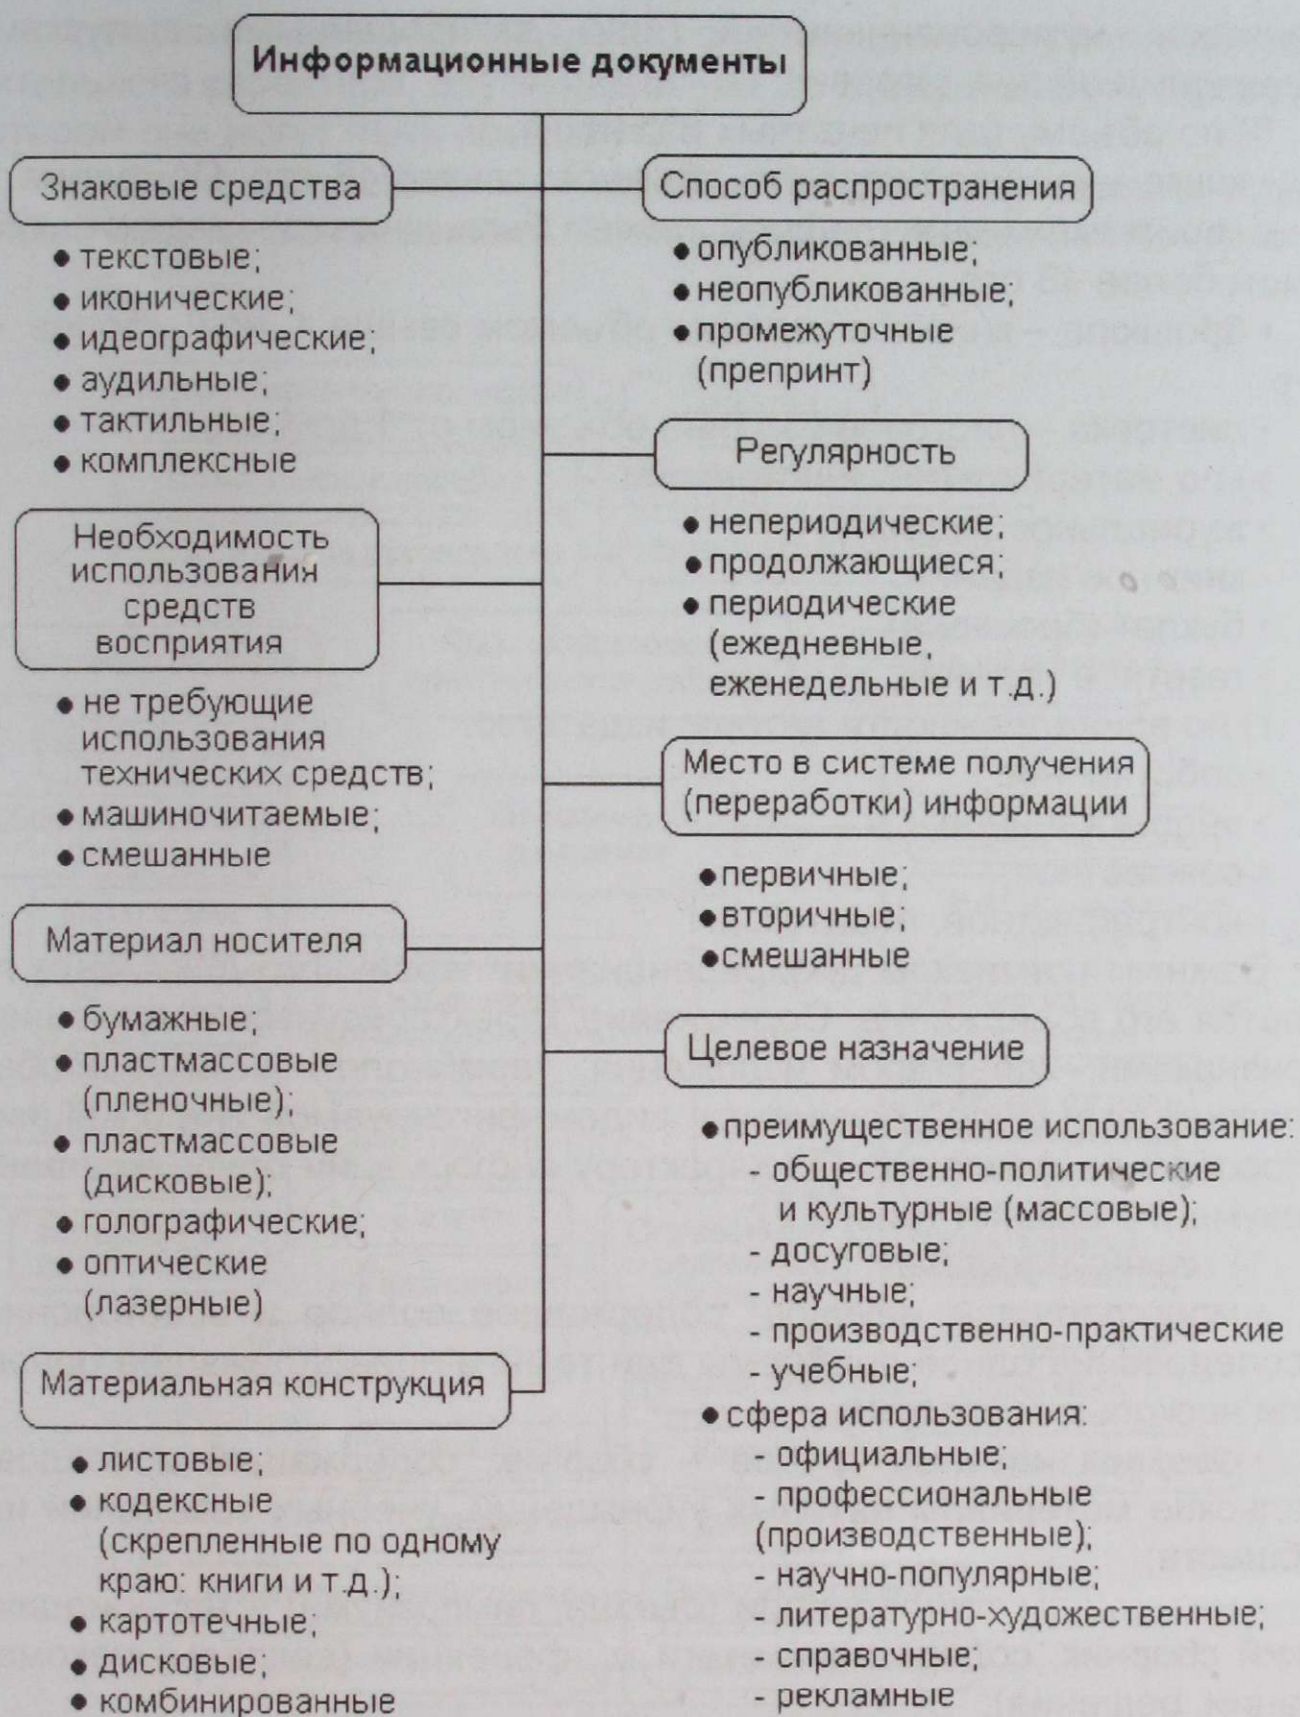 Информационные документы
Знаковые средства
• текстовые;
• иконические;
• идеографические;
• аудильные;
• тактильные;
• комплексные
Необходимость
использования
средств
восприятия
• не требующие
использования
технических средств;
• машиночитаемые;
• смешанные
Материал носителя
• бумажные;
• пластмассовые
(пленочные);
• пластмассовые
(дисковые);
• голографические;
• оптические
(лазерные)
Материальная конструкция
• листовые;
• кодексные
(скрепленные по одному
краю: книги и т.д.);
• картотечные;
• дисковые;
• комбинированные
Способ распространения
• опубликованные;
• неопубликованные;
• промежуточные
(препринт)
Регулярность
• непериодические;
• продолжающиеся;
• периодические
(ежедневные,
еженедельные и т.д.)
Место в системе получения
(переработки) информации
• первичные;
• вторичные;
• смешанные
Целевое назначение
• преимущественное использование:
- общественно-политические
и культурные (массовые);
- досуговые;
- научные;
- производственно-практические
- учебные;
• сфера использования:
- официальные;
- профессиональные
(производственные);
- научно-популярные;
- литературно-художественные;
- справочные;
- рекламные